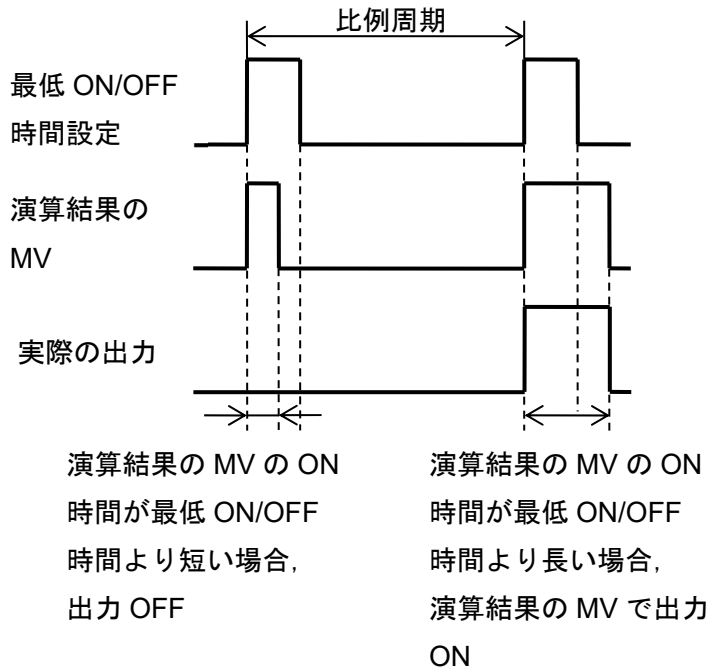 比例周期
最低 ON/OFF
時間設定
演算結果の
MV
実際の出力
演算結果の MV の ON
時間が最低 ON/OFF
時間より短い場合,
出力 OFF
演算結果の MV の ON
時間が最低 ON/OFF
時間より長い場合,
演算結果の MV で出力
ON